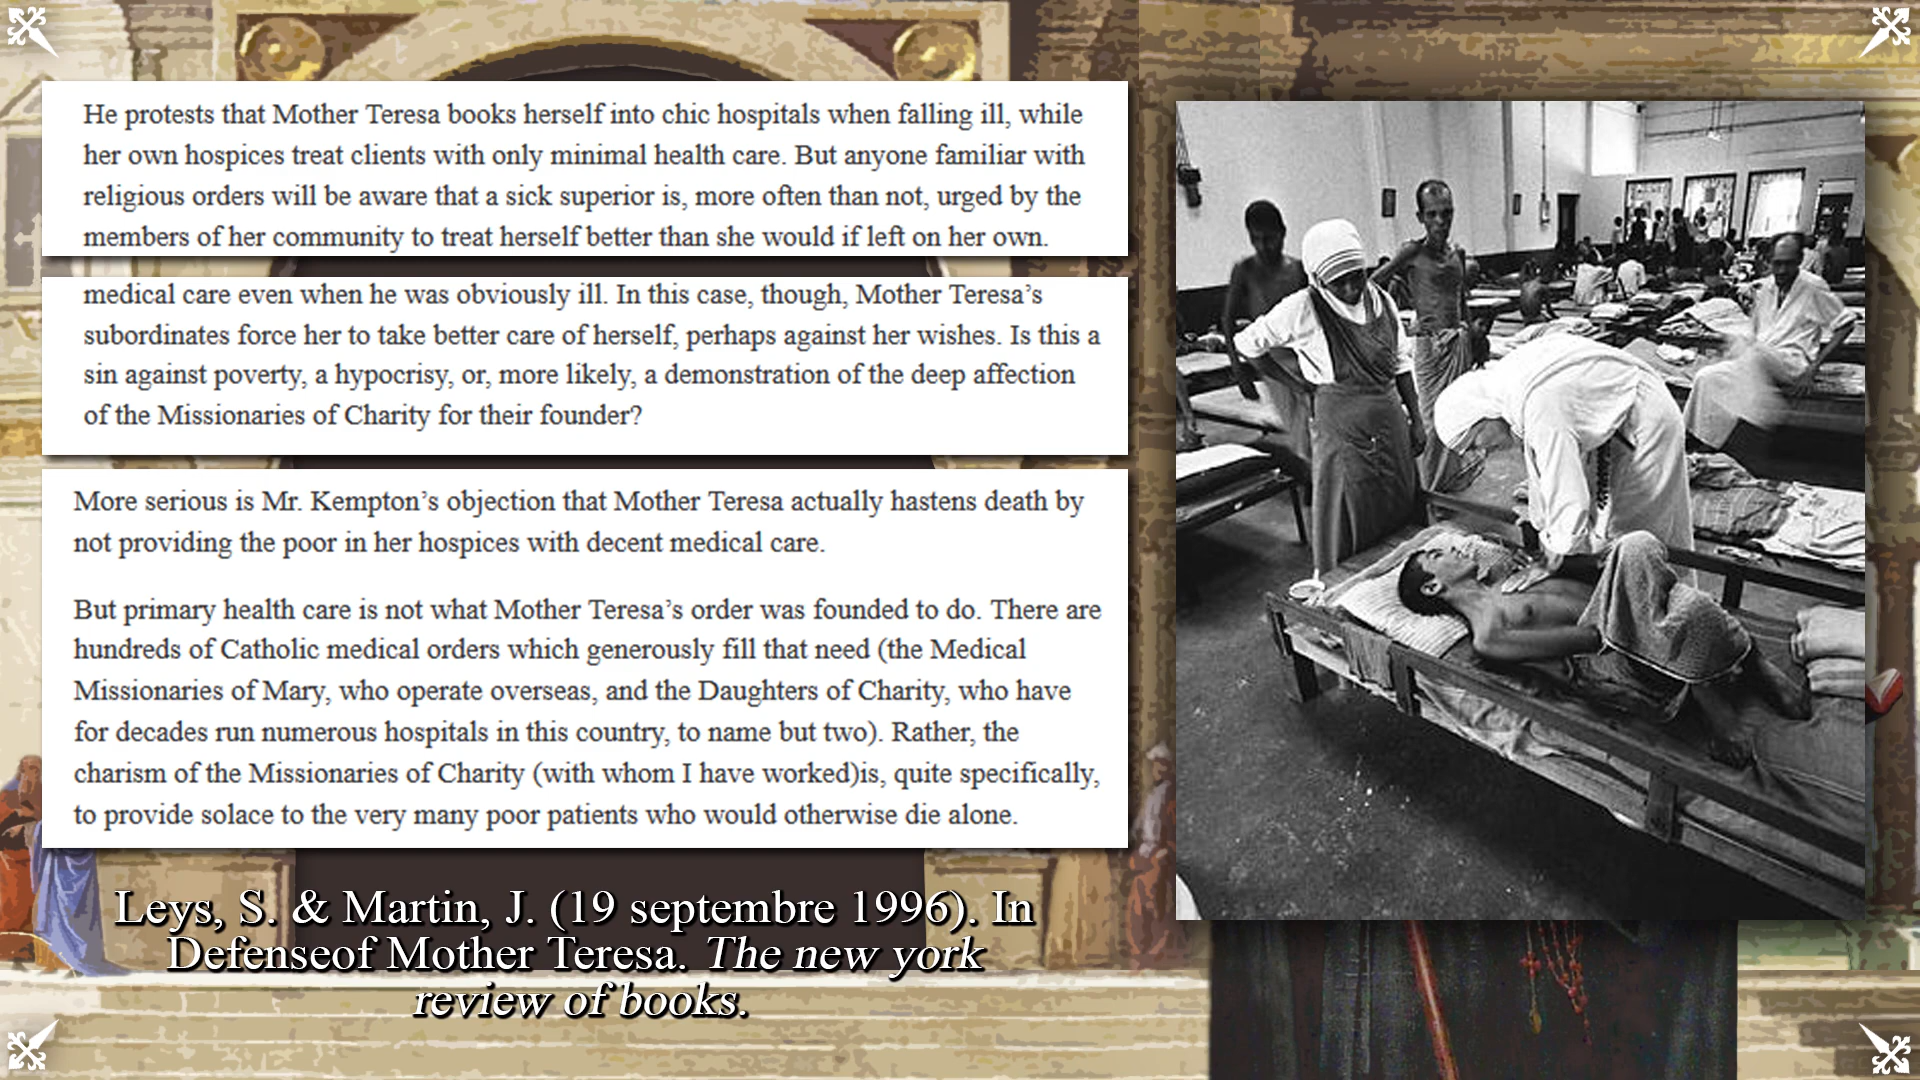 He protests that Mother Teresa books herself into chic hospitals when falling ill, while
her own hospices treat clients with only minimal health care. But anyone familiar with
religious orders will be aware that a sick superior is, more often than not, urged by the
members of her community to treat herself better than she would if left on her own.
medical care even when he was obviously ill. In this case, though, Mother Teresa’s
subordinates force her to take better care of herself, perhaps against her wishes. Is this a
sin against poverty, a hypocrisy, or, more likely, a demonstration of the deep affection
of the Missionaries of Charity for their founder?
More serious is Mr. Kempton’s objection that Mother Teresa actually hastens death by
not providing the poor in her hospices with decent medical care.
But primary health care is not what Mother Teresa’s order was founded to do. There are
hundreds of Catholic medical orders which generously fill that need (the Medical
Missionaries of Mary, who operate overseas, and the Daughters of Charity, who have
for decades run numerous hospitals in this country, to name but two). Rather, the
charism of the Missionaries of Charity (with whom I have worked)is, quite specifically,
to provide solace to the very many poor patients who would otherwise die alone.
Leys, S. & Martin, J. (19 septembre 1996). In
Defenseof Mother Teresa. The new york
review of books.